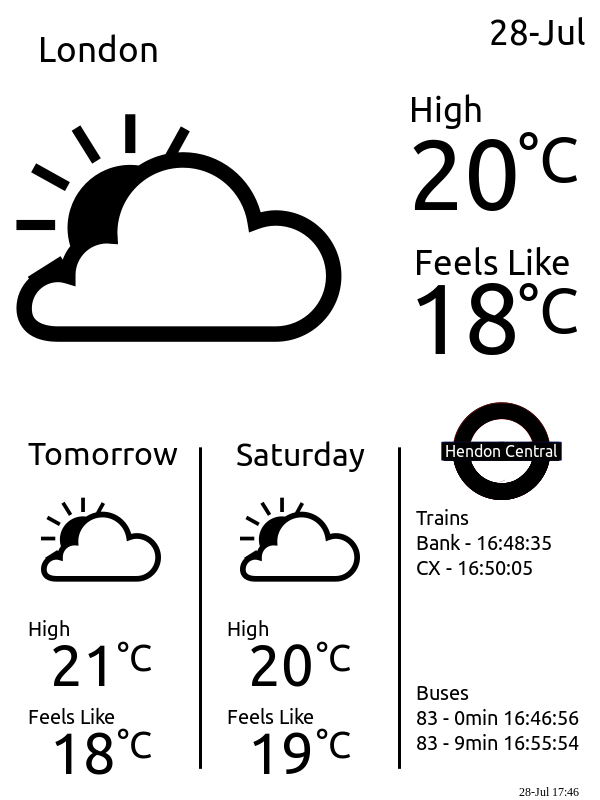 London
28-Jul
High
20°C
Feels Like
18°C
Tomorrow
High
21°C
Feels Like
18°C
Saturday
High
20°C
Feels Like
19°C
Hendon Central
Trains
Bank - 16:48:35
CX - 16:50:05
Buses
83 - 0min 16:46:56
83 - 9min 16:55:54
28-Jul 17:46